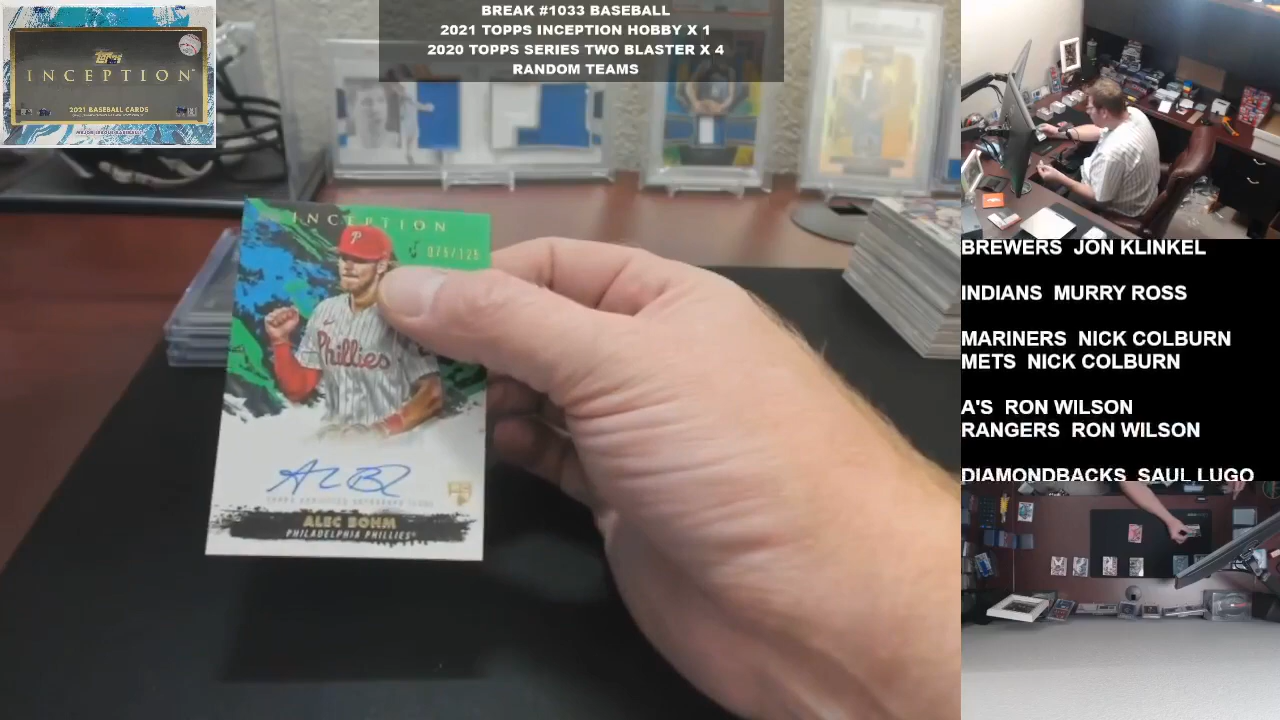 BREAK #1033 BASEBALL
2021 TOPPS INCEPTION HOBBY X 1
2020 TOPPS SERIES TWO BLASTER X 4
RANDOM TEAMS
topps
INCEPTION
2021 BASEBALL CARDS
INCEPTION
075/125
P
Phillies
ALEC BOHM
PHILADELPHIA PHILLIES
BREWERS JON KLINKEL
INDIANS MURRY ROSS
MARINERS NICK COLBURN
METS NICK COLBURN
A'S RON WILSON
RANGERS RON WILSON
DIAMONDBACKS SAUL LUGO